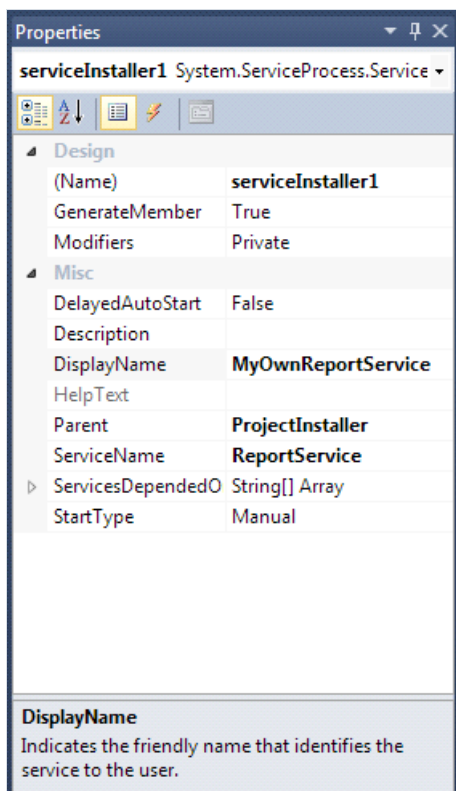 Properties
serviceInstaller1 System.ServiceProcess.Service
A
Z
Design
(Name) serviceInstaller1
GenerateMember True
Modifiers Private
Misc
DelayedAutoStart False
Description
DisplayName MyOwnReportService
HelpText
Parent ProjectInstaller
ServiceName ReportService
ServicesDependedO String[] Array
StartType Manual
DisplayName
Indicates the friendly name that identifies the
service to the user.